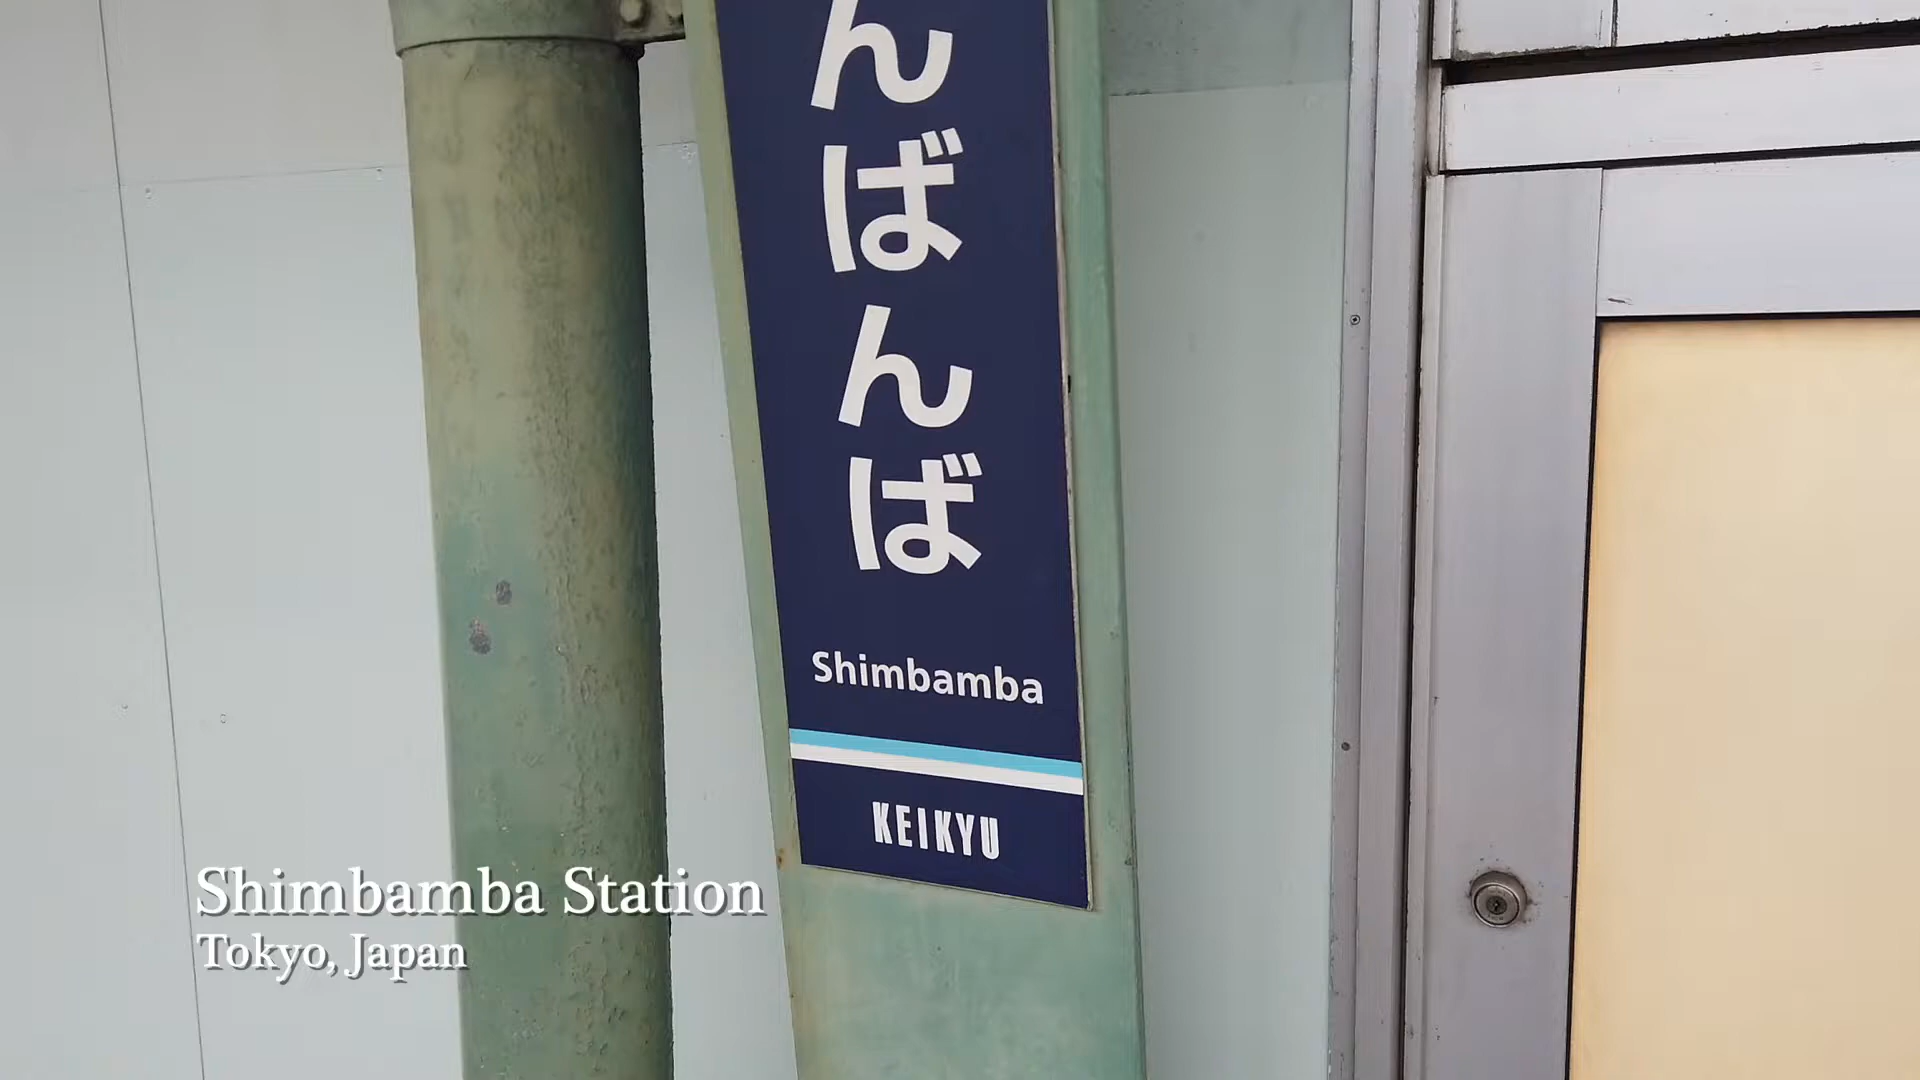 んばんば
Shimbamba
KEIKYU
Shimbamba Station
Tokyo, Japan